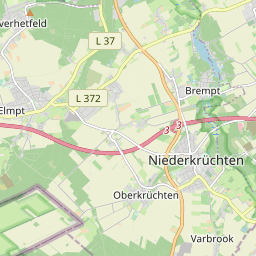 verhetfeld
L 37
L 372
Brempt
Elmpt
3
3
Niederkrüchten
Oberkrüchten
Varbrook